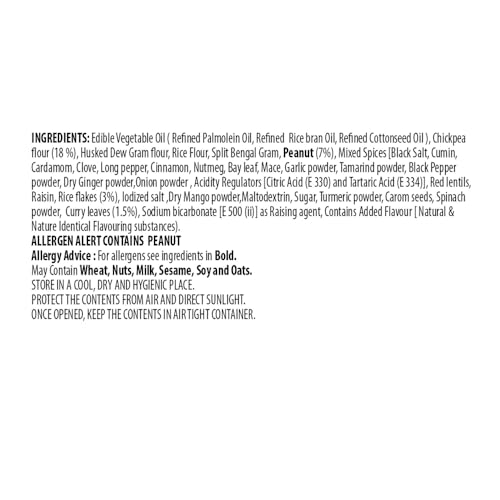 INGREDIENTS: Edible Vegetable Oil ( Refined Palmolein Oil, Refined Rice bran Oil, Refined Cottonseed Oil ), Chickpea
flour (18 %), Husked Dew Gram flour, Rice Flour, Split Bengal Gram, Peanut (7%), Mixed Spices [Black Salt, Cumin,
Cardamom, Clove, Long pepper, Cinnamon, Nutmeg, Bay leaf, Mace, Garlic powder, Tamarind powder, Black Pepper
powder, Dry Ginger powder,Onion powder , Acidity Regulators [Citric Acid (E 330) and Tartaric Acid (E 334)], Red lentils,
Raisin, Rice flakes (3%), Iodized salt ,Dry Mango powder,Maltodextrin, Sugar, Turmeric powder, Carom seeds, Spinach
powder, Curry leaves (1.5%), Sodium bicarbonate [E 500 (ii)] as Raising agent, Contains Added Flavour [ Natural &
Nature Identical Flavouring substances).
ALLERGEN ALERT CONTAINS PEANUT
Allergy Advice : For allergens see ingredients in Bold.
May Contain Wheat, Nuts, Milk, Sesame, Soy and Oats.
STORE IN A COOL, DRY AND HYGIENIC PLACE.
PROTECT THE CONTENTS FROM AIR AND DIRECT SUNLIGHT.
ONCE OPENED, KEEP THE CONTENTS IN AIRTIGHT CONTAINER.